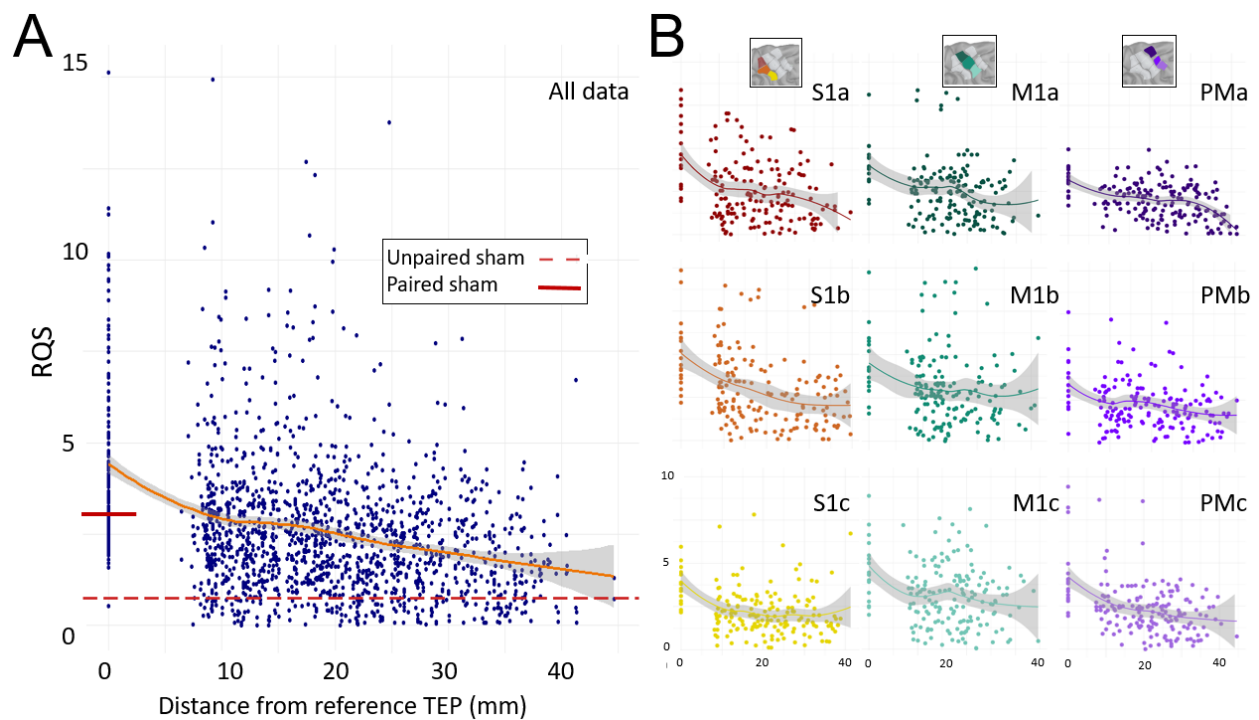 A
15
All data
10
RQS
Unpaired sham
Paired sham
5
0
0 10 20 30 40
Distance from reference TEP (mm)
B
S1a M1a PMa
S1b M1b PMb
10
S1c M1c PMc
5
0
0 20 40 0 20 40 0 20 40